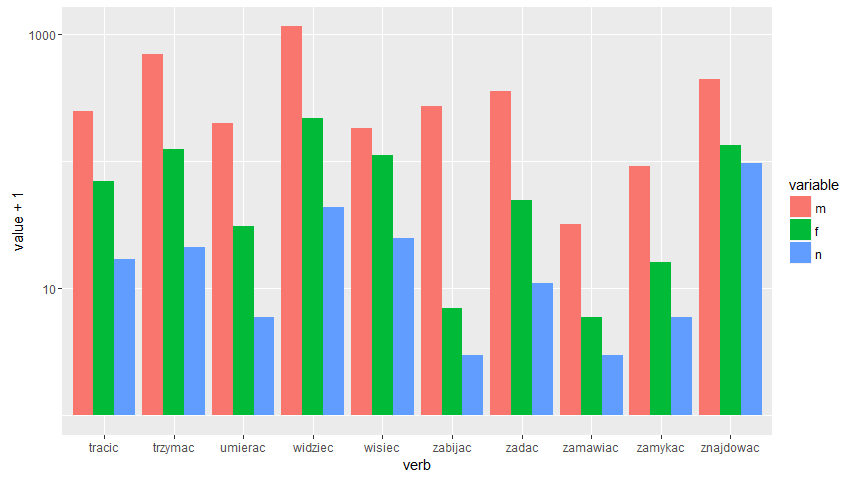 1000
10
value + 1
tracic trzymac umierac widziec wisiec zabijac zadac zamawiac zamykac znajdowac
verb
variable
m
f
n